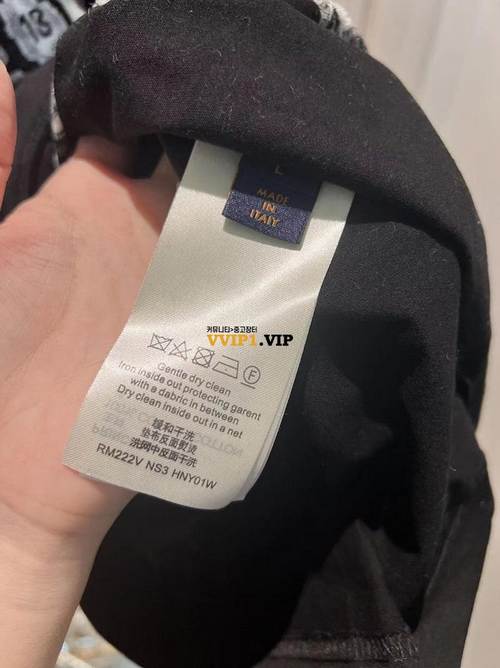 13
L
MADE
IN
ITALY
커뮤니티>중고장터
VVIP1.VIP
F
Gentle dry clean
Iron inside out protecting garent
with a dabric in between
Dry clean inside out in a net
缓和干洗
垫布反面熨烫
洗网中反面干洗
RM222V NS3 HNY01W